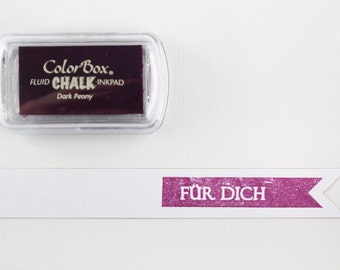 ColorBox®
FLUID CHALK INKPAD
Dark Peony
FÜR DICH